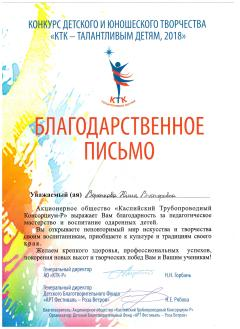 КОНКУРС ДЕТСКОГО И ЮНОШЕСКОГО ТВОРЧЕСТВА
«КТК – ТАЛАНТЛИВЫМ ДЕТЯМ, 2018»
КТК
БЛАГОДАРСТВЕННОЕ
ПИСЬМО
Уважаемый (ая)
Акционерное общество «Каспийский Трубопроводный
Консорциум-Р» выражает Вам благодарность за педагогическое
мастерство и воспитание одаренных детей.
Вы открываете неповторимый мир искусства и творчества
своим воспитанникам, приобщаете к культуре и традициям своего
края.
Желаем крепкого здоровья, профессиональных успехов,
покорения новых высот и творческих побед Вам и Вашим ученикам!
Генеральный директор
АО «КТК-Р»
Н.Н. Горбань
Генеральный директор
Детского Благотворительного Фонда
«АРТ Фестиваль – Роза Ветров»
Благотворитель: Акционерное общество «Каспийский Трубопроводный Консорциум-Р»
Организатор: Детский Благотворительный Фонд «АРТ Фестиваль – Роза Ветров»